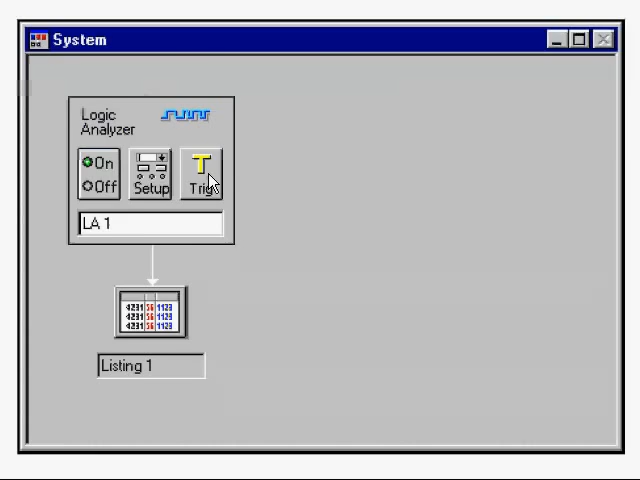 System
Logic
Analyzer
On
Off
Setup
T
Trig
LA 1
4231 56 1123
4231 56 1123
4231 56 1123
Listing 1